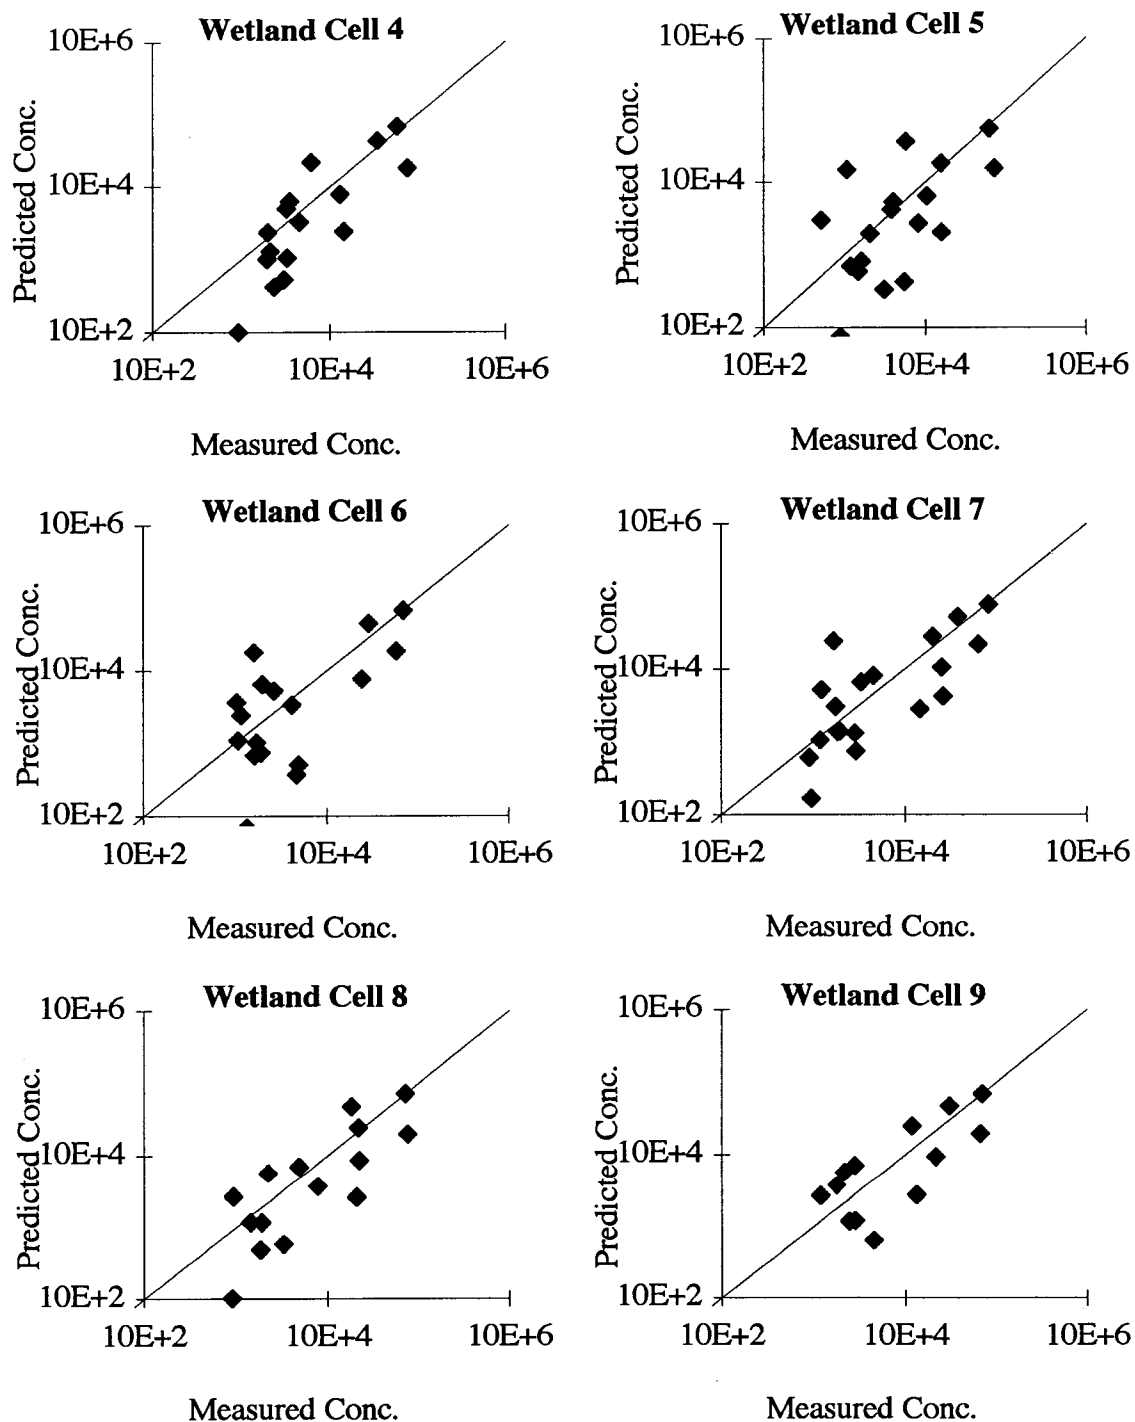 Wetland Cell 4
10E+6
10E+4
10E+2
Predicted Conc.
10E+2 10E+4 10E+6
Measured Conc.
Wetland Cell 5
10E+6
10E+4
10E+2
Predicted Conc.
10E+2 10E+4 10E+6
Measured Conc.
Wetland Cell 6
10E+6
10E+4
10E+2
Predicted Conc.
10E+2 10E+4 10E+6
Measured Conc.
Wetland Cell 7
10E+6
10E+4
10E+2
Predicted Conc.
10E+2 10E+4 10E+6
Measured Conc.
Wetland Cell 8
10E+6
10E+4
10E+2
Predicted Conc.
10E+2 10E+4 10E+6
Measured Conc.
Wetland Cell 9
10E+6
10E+4
10E+2
Predicted Conc.
10E+2 10E+4 10E+6
Measured Conc.